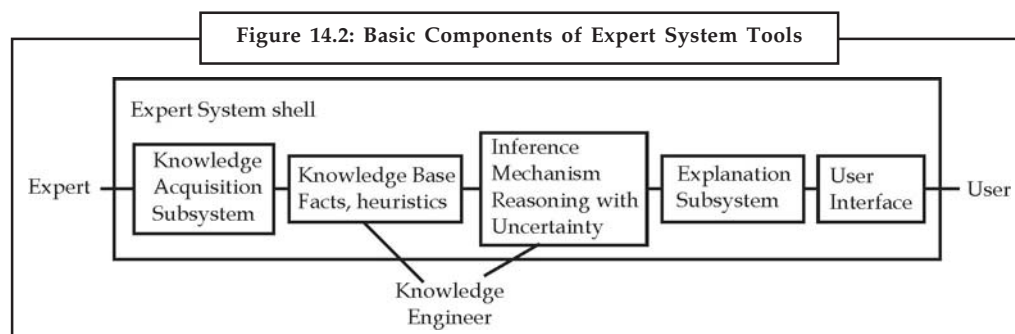 Figure 14.2: Basic Components of Expert System Tools
Expert System shell
Expert
Knowledge
Acquisition
Subsystem
Knowledge Base
Facts, heuristics
Inference
Mechanism
Reasoning with
Uncertainty
Explanation
Subsystem
User
Interface
User
Knowledge
Engineer